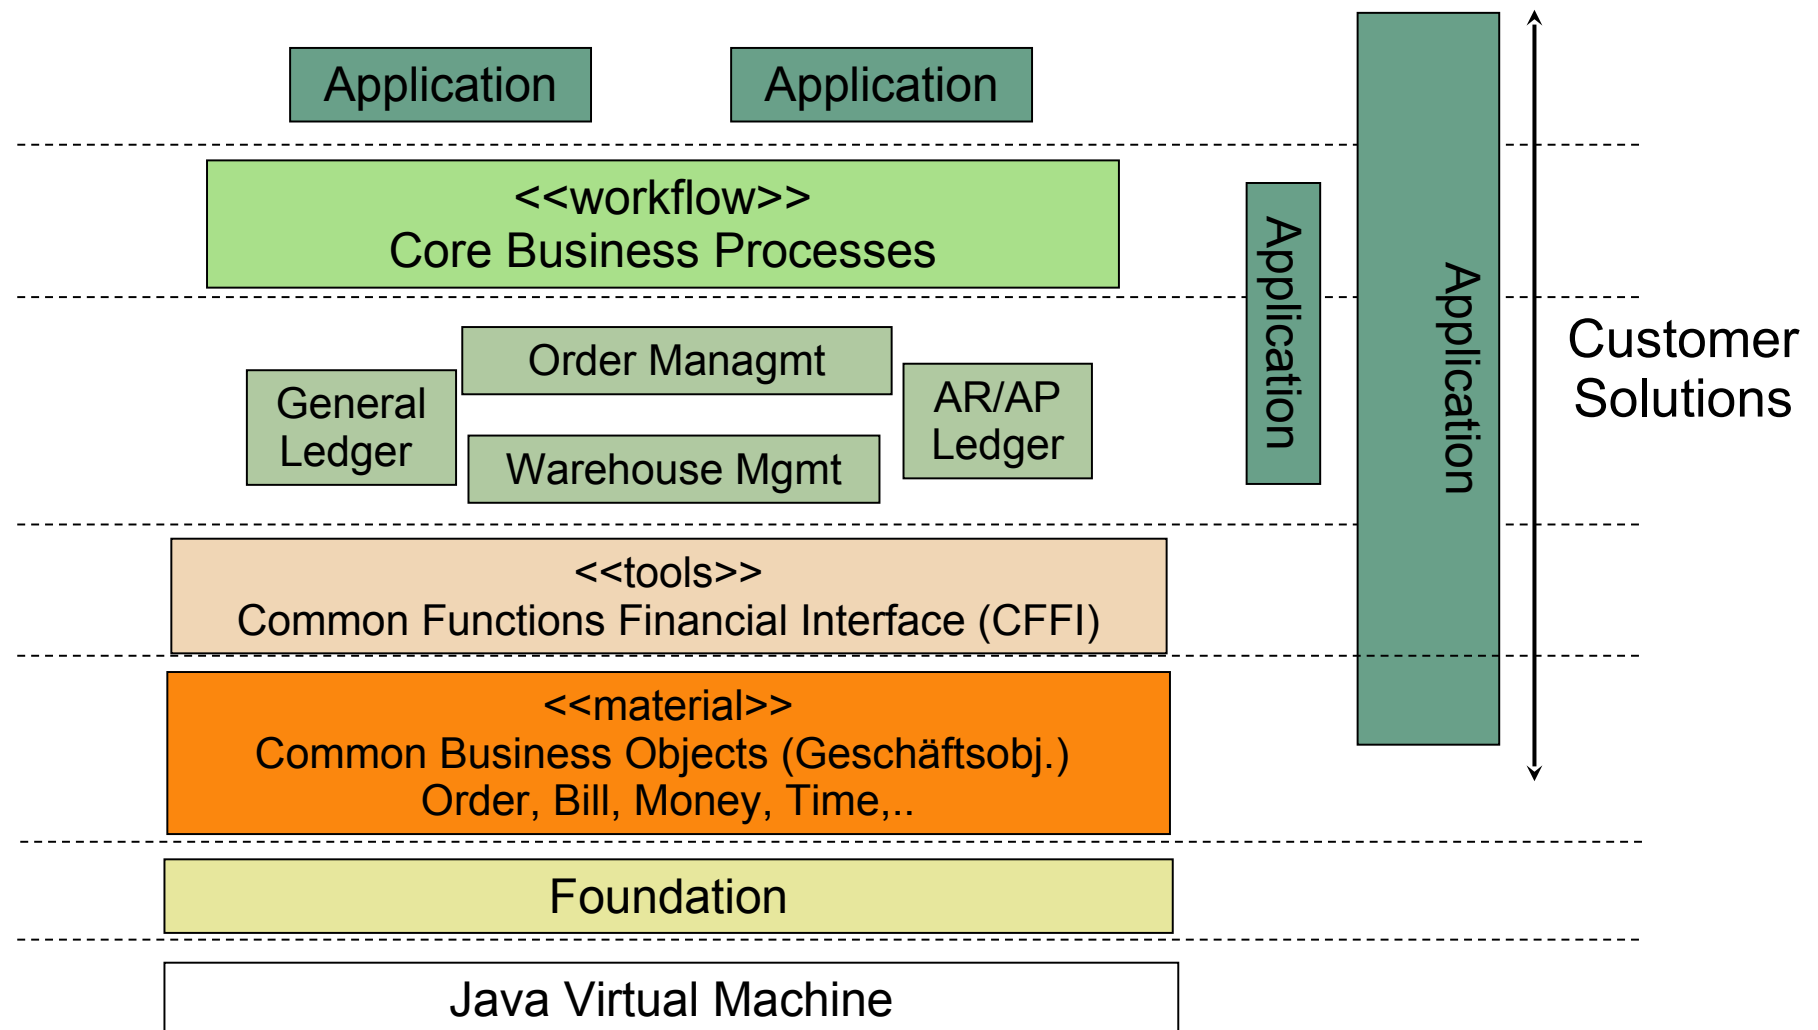 Application
Application
<<workflow>>
Core Business Processes
Order Managmt
General
Ledger
AR/AP
Ledger
Warehouse Mgmt
Application
Application
Customer
Solutions
<<tools>>
Common Functions Financial Interface (CFFI)
<<material>>
Common Business Objects (Geschäftsobj.)
Order, Bill, Money, Time,..
Foundation
Java Virtual Machine